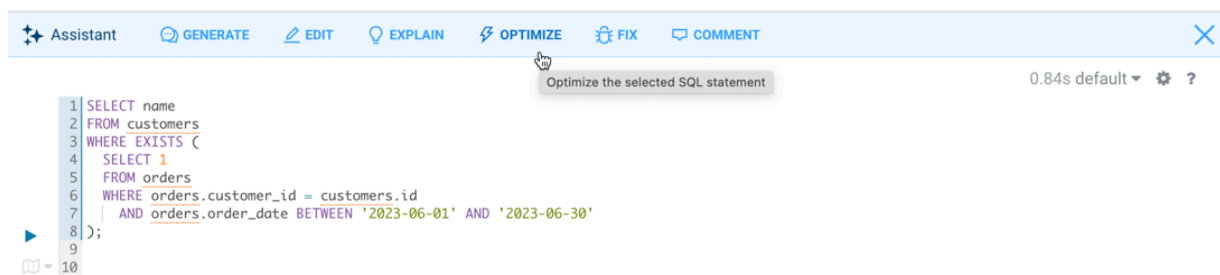 Assistant GENERATE EDIT EXPLAIN OPTIMIZE FIX COMMENT
Optimize the selected SQL statement
0.84s default ?
1 SELECT name
2 FROM customers
3 WHERE EXISTS (
4   SELECT 1
5   FROM orders
6   WHERE orders.customer_id = customers.id
7     AND orders.order_date BETWEEN '2023-06-01' AND '2023-06-30'
8 );
9
10